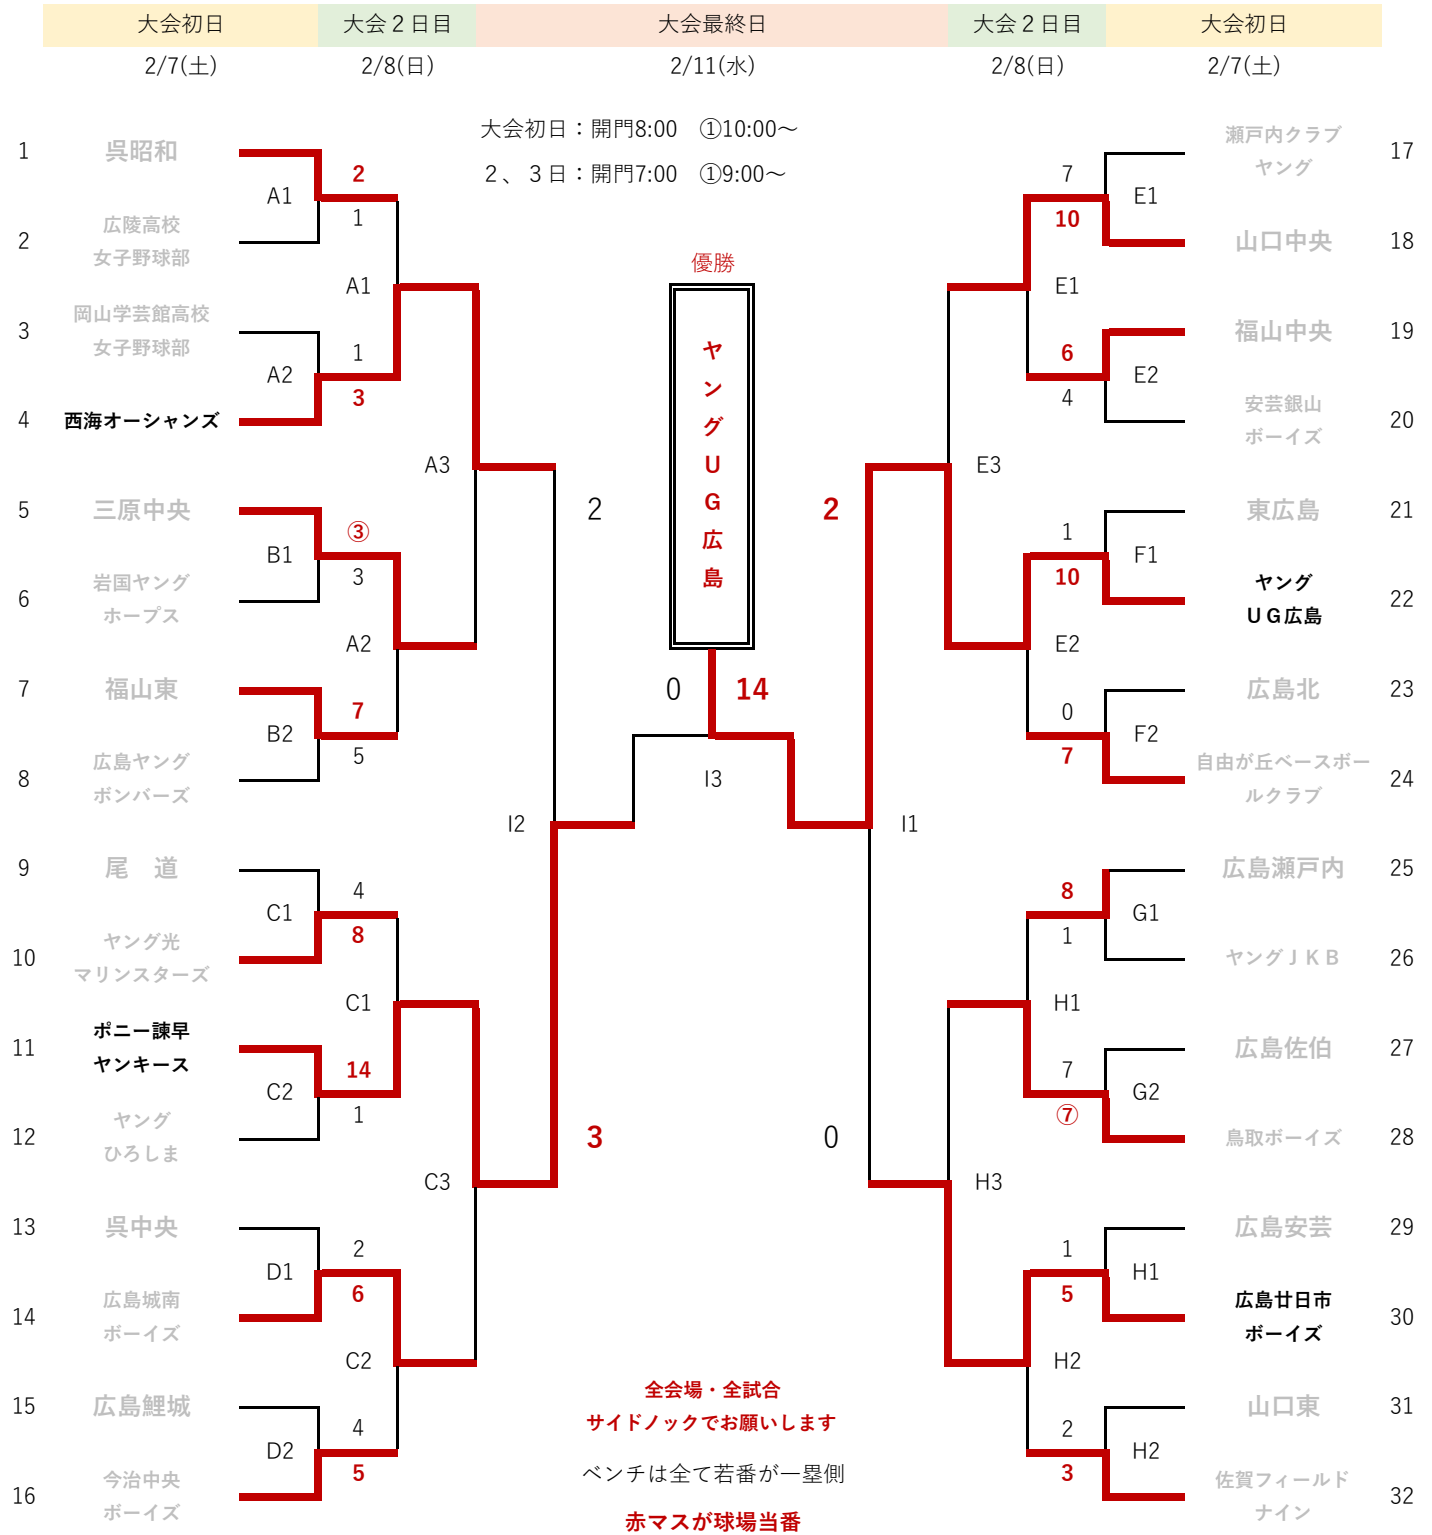 大会初日
大会２日目
大会最終日
大会２日目
大会初日
2/7(土)
2/8(日)
2/11(水)
2/8(日)
2/7(土)
大会初日：開門8:00　①10:00～
２、３日：開門7:00　①9:00～
1
呉昭和
2
広陵高校
女子野球部
3
岡山学芸館高校
女子野球部
4
西海オーシャンズ
5
三原中央
6
岩国ヤング
ホープス
7
福山東
8
広島ヤング
ボンバーズ
9
尾　道
10
ヤング光
マリンスターズ
11
ポニー諫早
ヤンキース
12
ヤング
ひろしま
13
呉中央
14
広島城南
ボーイズ
15
広島鯉城
16
今治中央
ボーイズ
A1
A2
B1
B2
C1
C2
D1
D2
2
1
1
3
③
3
7
5
4
8
14
1
2
6
4
5
A1
A2
C1
C2
A3
C3
2
3
I2
優勝
ヤングＵＧ広島
0
14
I3
2
0
I1
E3
H3
E1
E2
H1
H2
7
10
6
4
1
10
0
7
8
1
7
⑦
1
5
2
3
E1
E2
F1
F2
G1
G2
H1
H2
瀬戸内クラブ
ヤング
17
山口中央
18
福山中央
19
安芸銀山
ボーイズ
20
東広島
21
ヤング
ＵＧ広島
22
広島北
23
自由が丘ベースボー
ルクラブ
24
広島瀬戸内
25
ヤングＪＫＢ
26
広島佐伯
27
鳥取ボーイズ
28
広島安芸
29
広島廿日市
ボーイズ
30
山口東
31
佐賀フィールド
ナイン
32
全会場・全試合
サイドノックでお願いします
ベンチは全て若番が一塁側
赤マスが球場当番